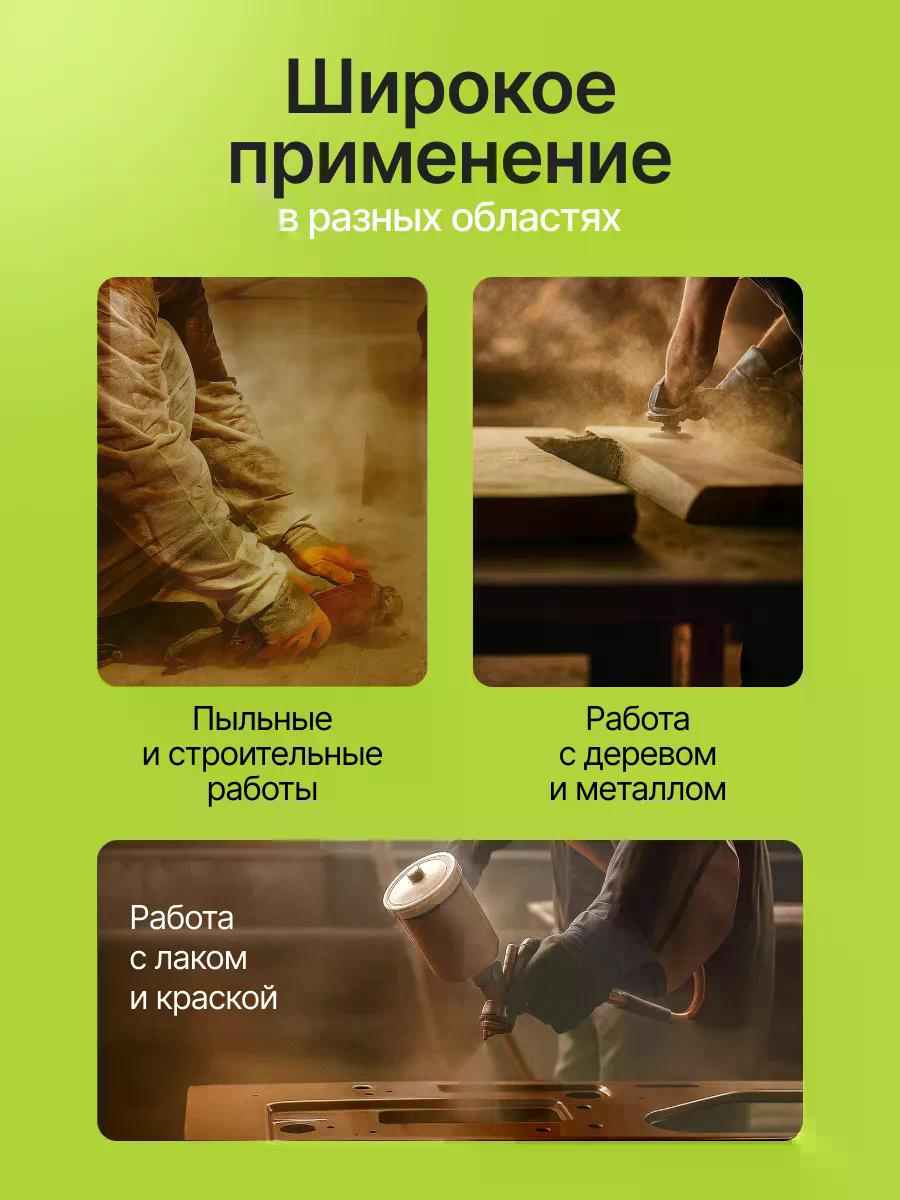 Широкое
применение
в разных областях
Пыльные
и строительные
работы
Работа
с деревом
и металлом
Работа
с лаком
и краской